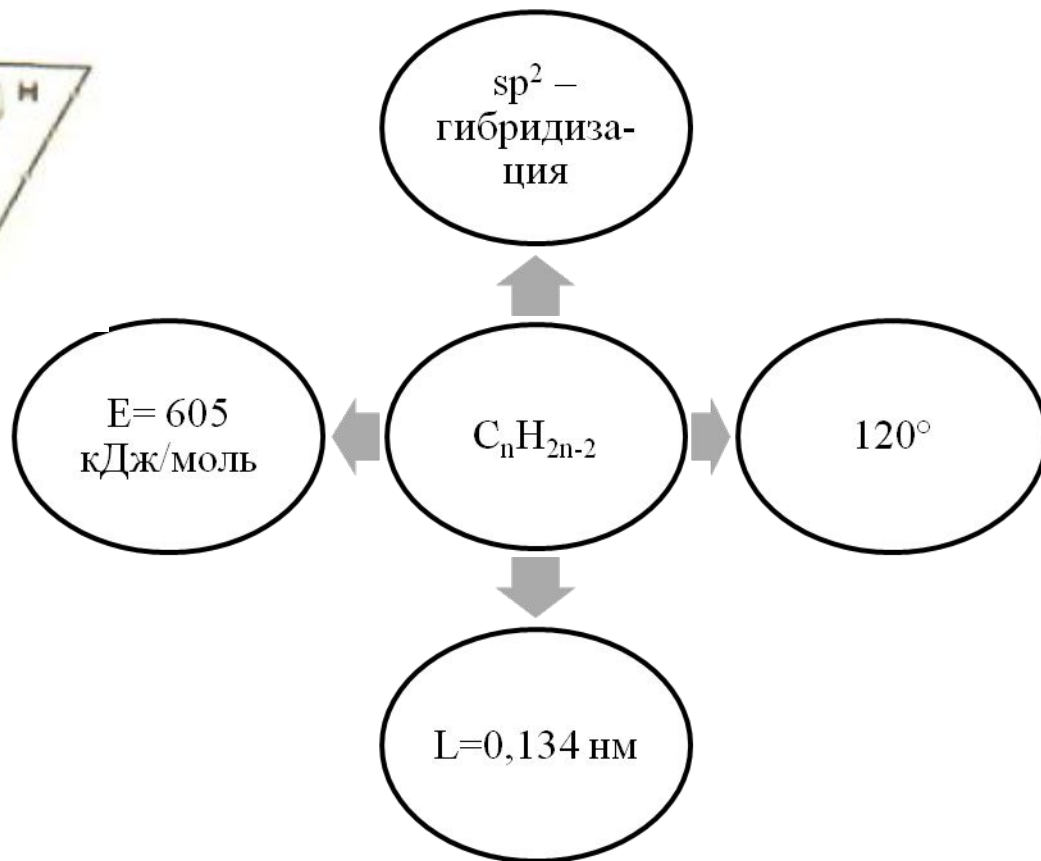 H
sp² –
гибридиза-
ция
E= 605
кДж/моль
CₙH₂ₙ₋₂
120°
L=0,134 нм